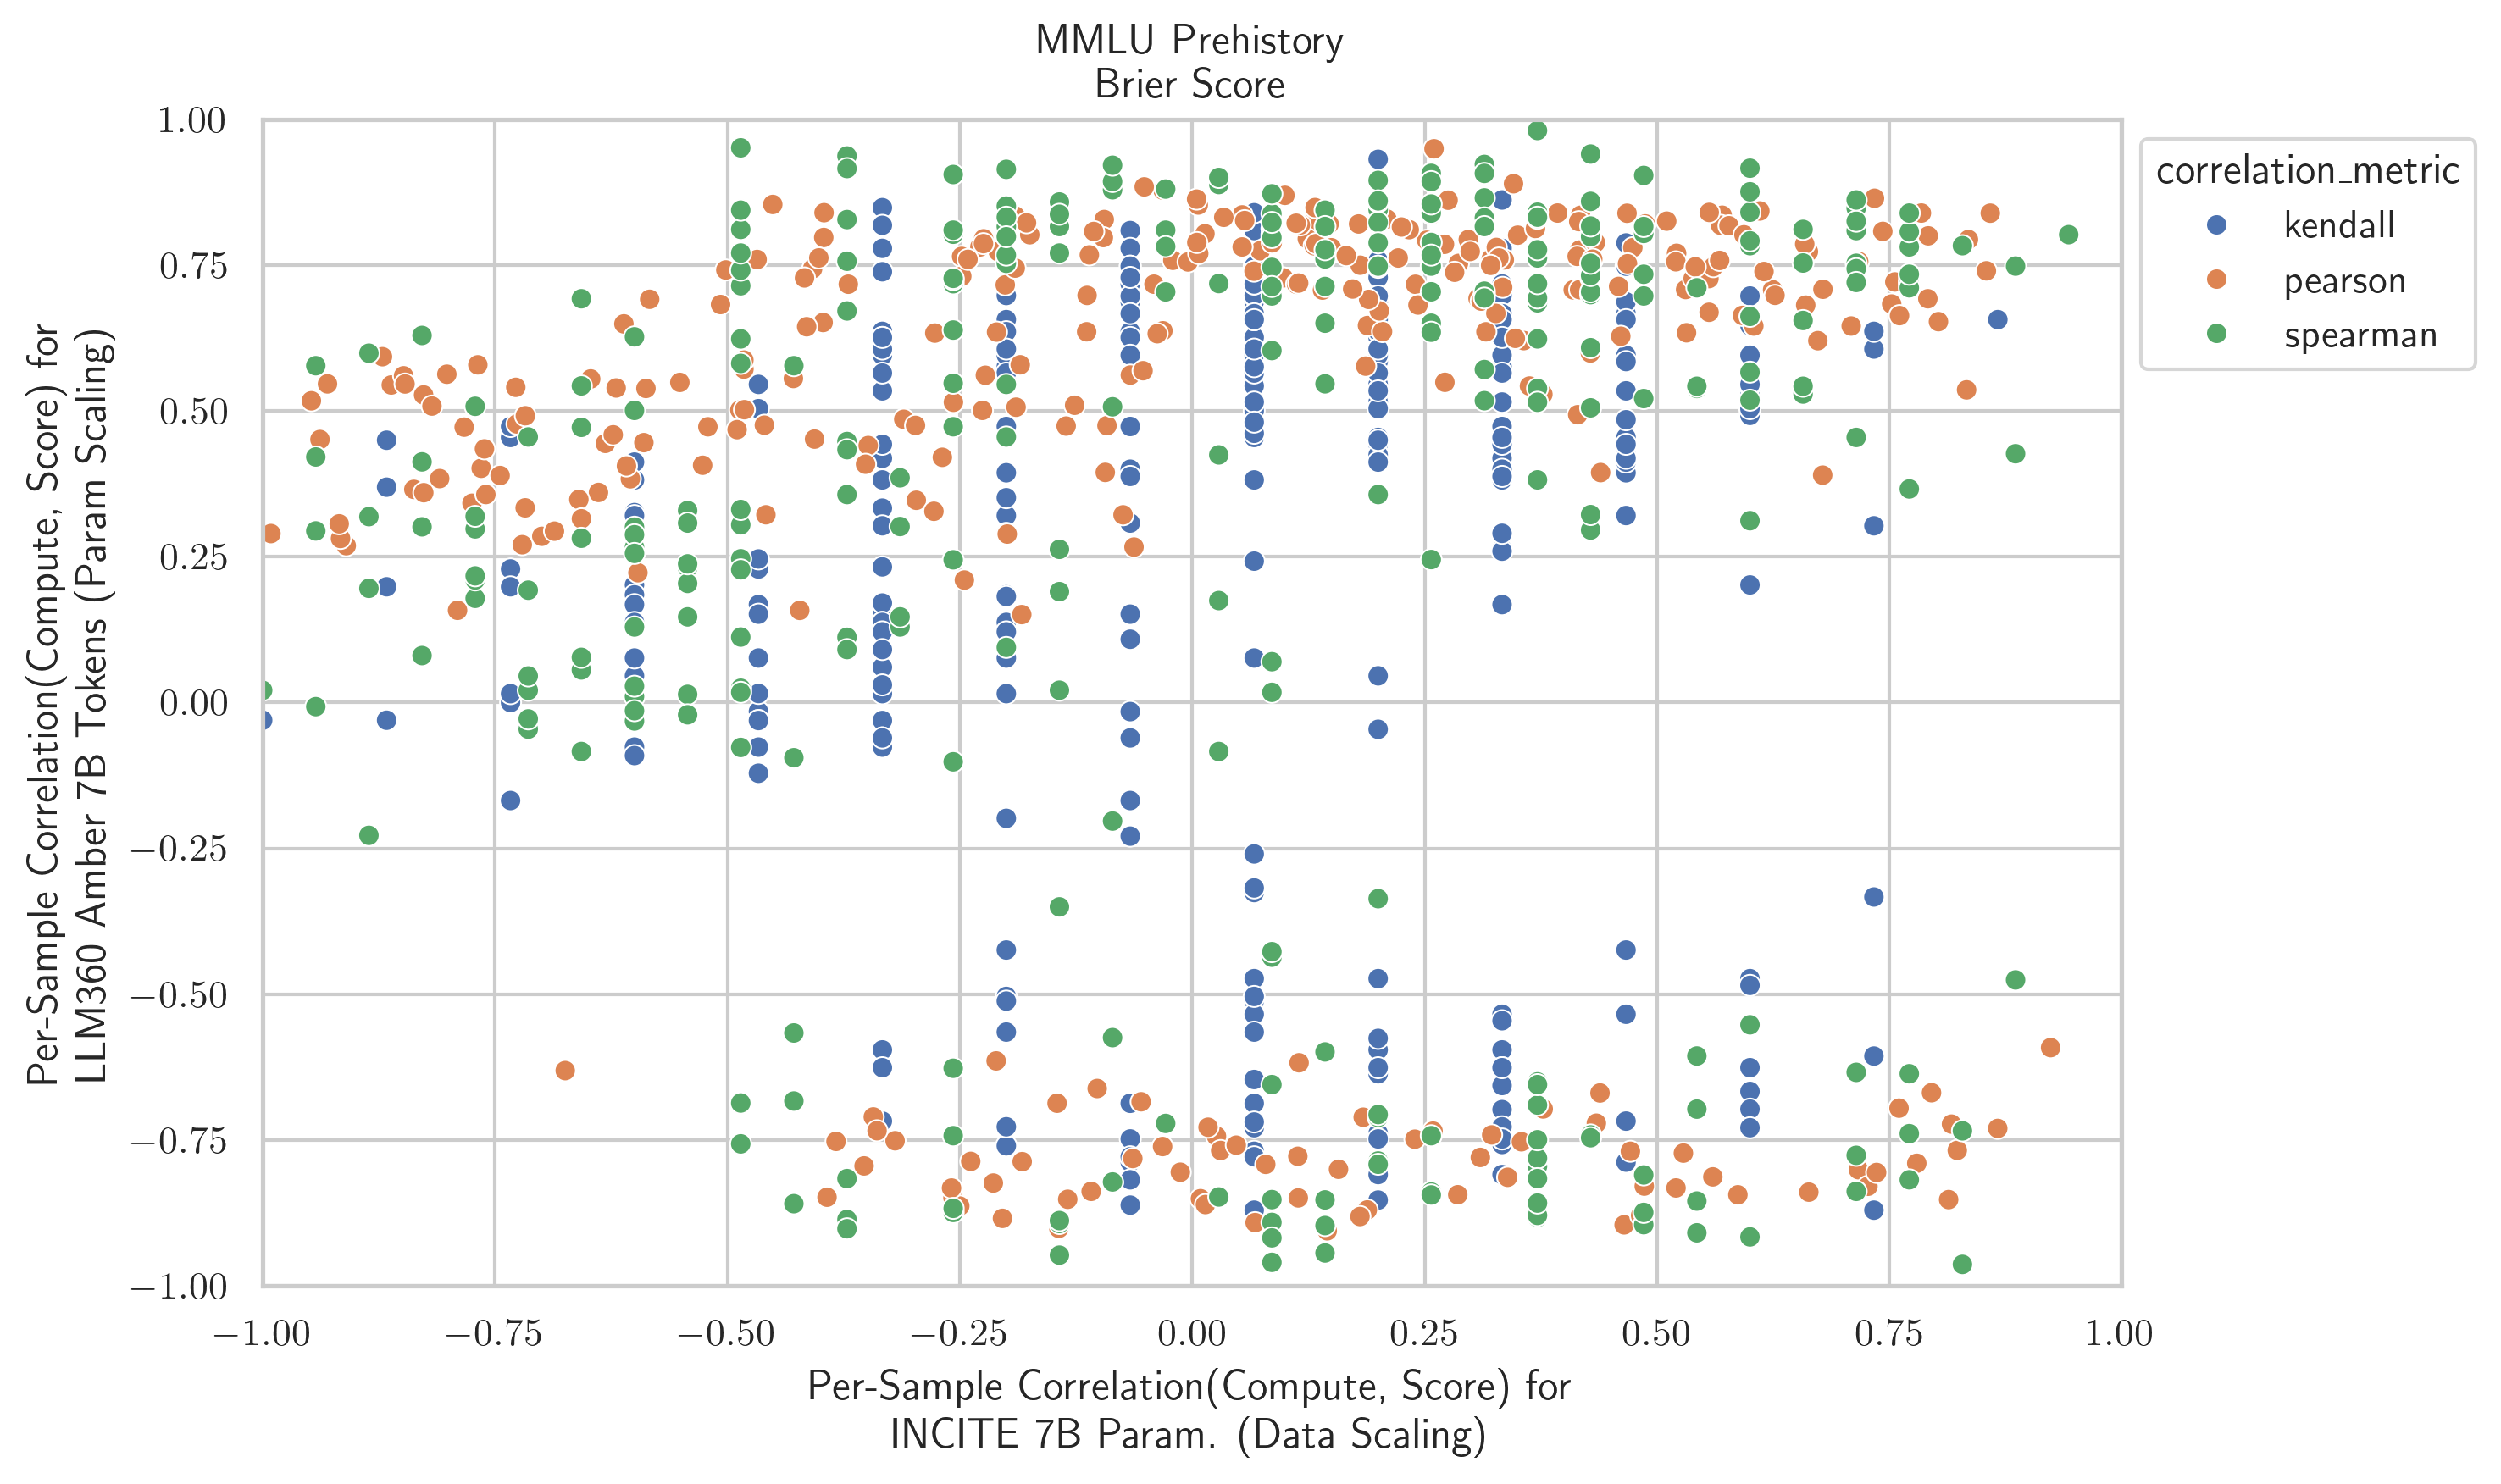 MMLU Prehistory
Brier Score
Per-Sample Correlation(Compute, Score) for
LLM360 Amber 7B Tokens (Param Scaling)
1.00
0.75
0.50
0.25
0.00
−0.25
−0.50
−0.75
−1.00
−1.00 −0.75 −0.50 −0.25 0.00 0.25 0.50 0.75 1.00
Per-Sample Correlation(Compute, Score) for
INCITE 7B Param. (Data Scaling)
correlation_metric
kendall
pearson
spearman